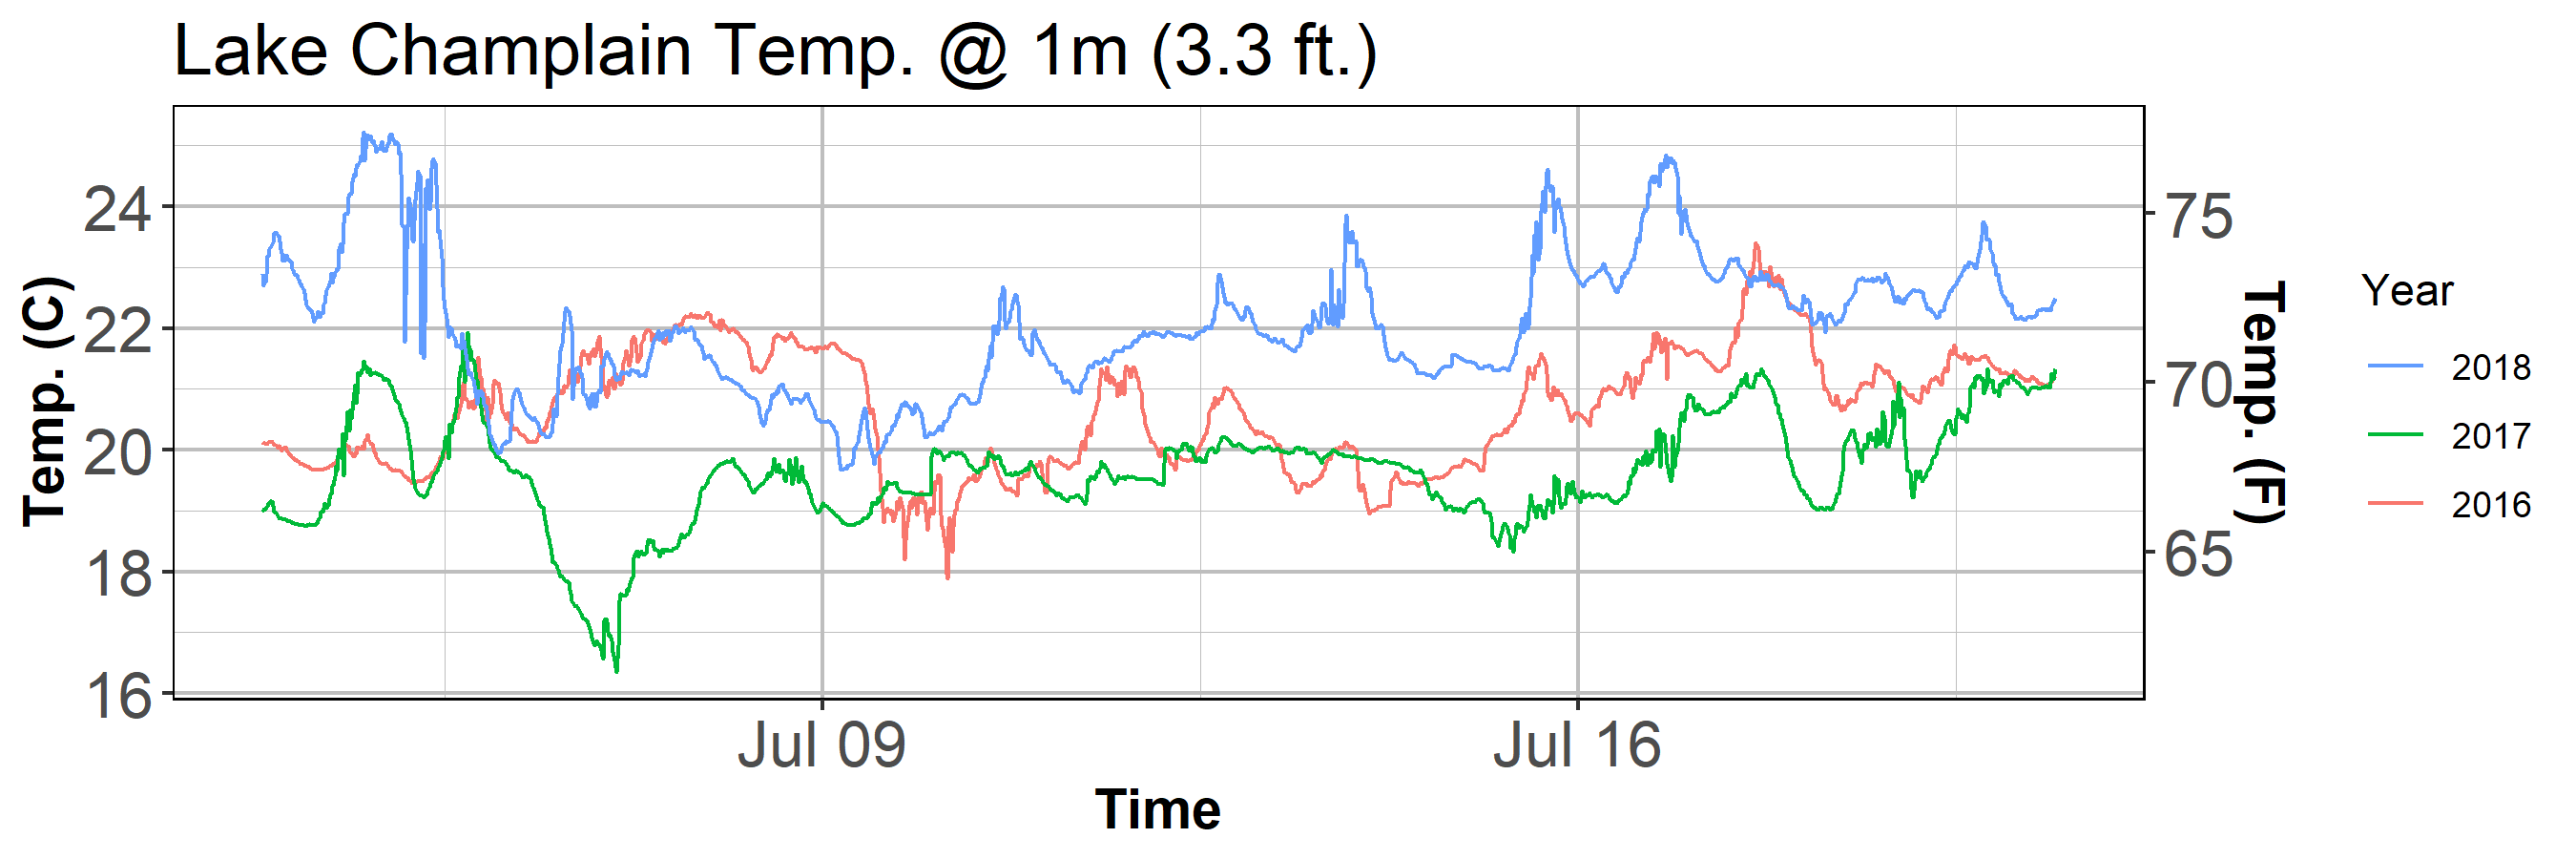 Lake Champlain Temp. @ 1m (3.3 ft.)
Temp. (C)
24
22
20
18
16
75
70
65
Temp. (F)
Jul 09
Jul 16
Time
Year
2018
2017
2016